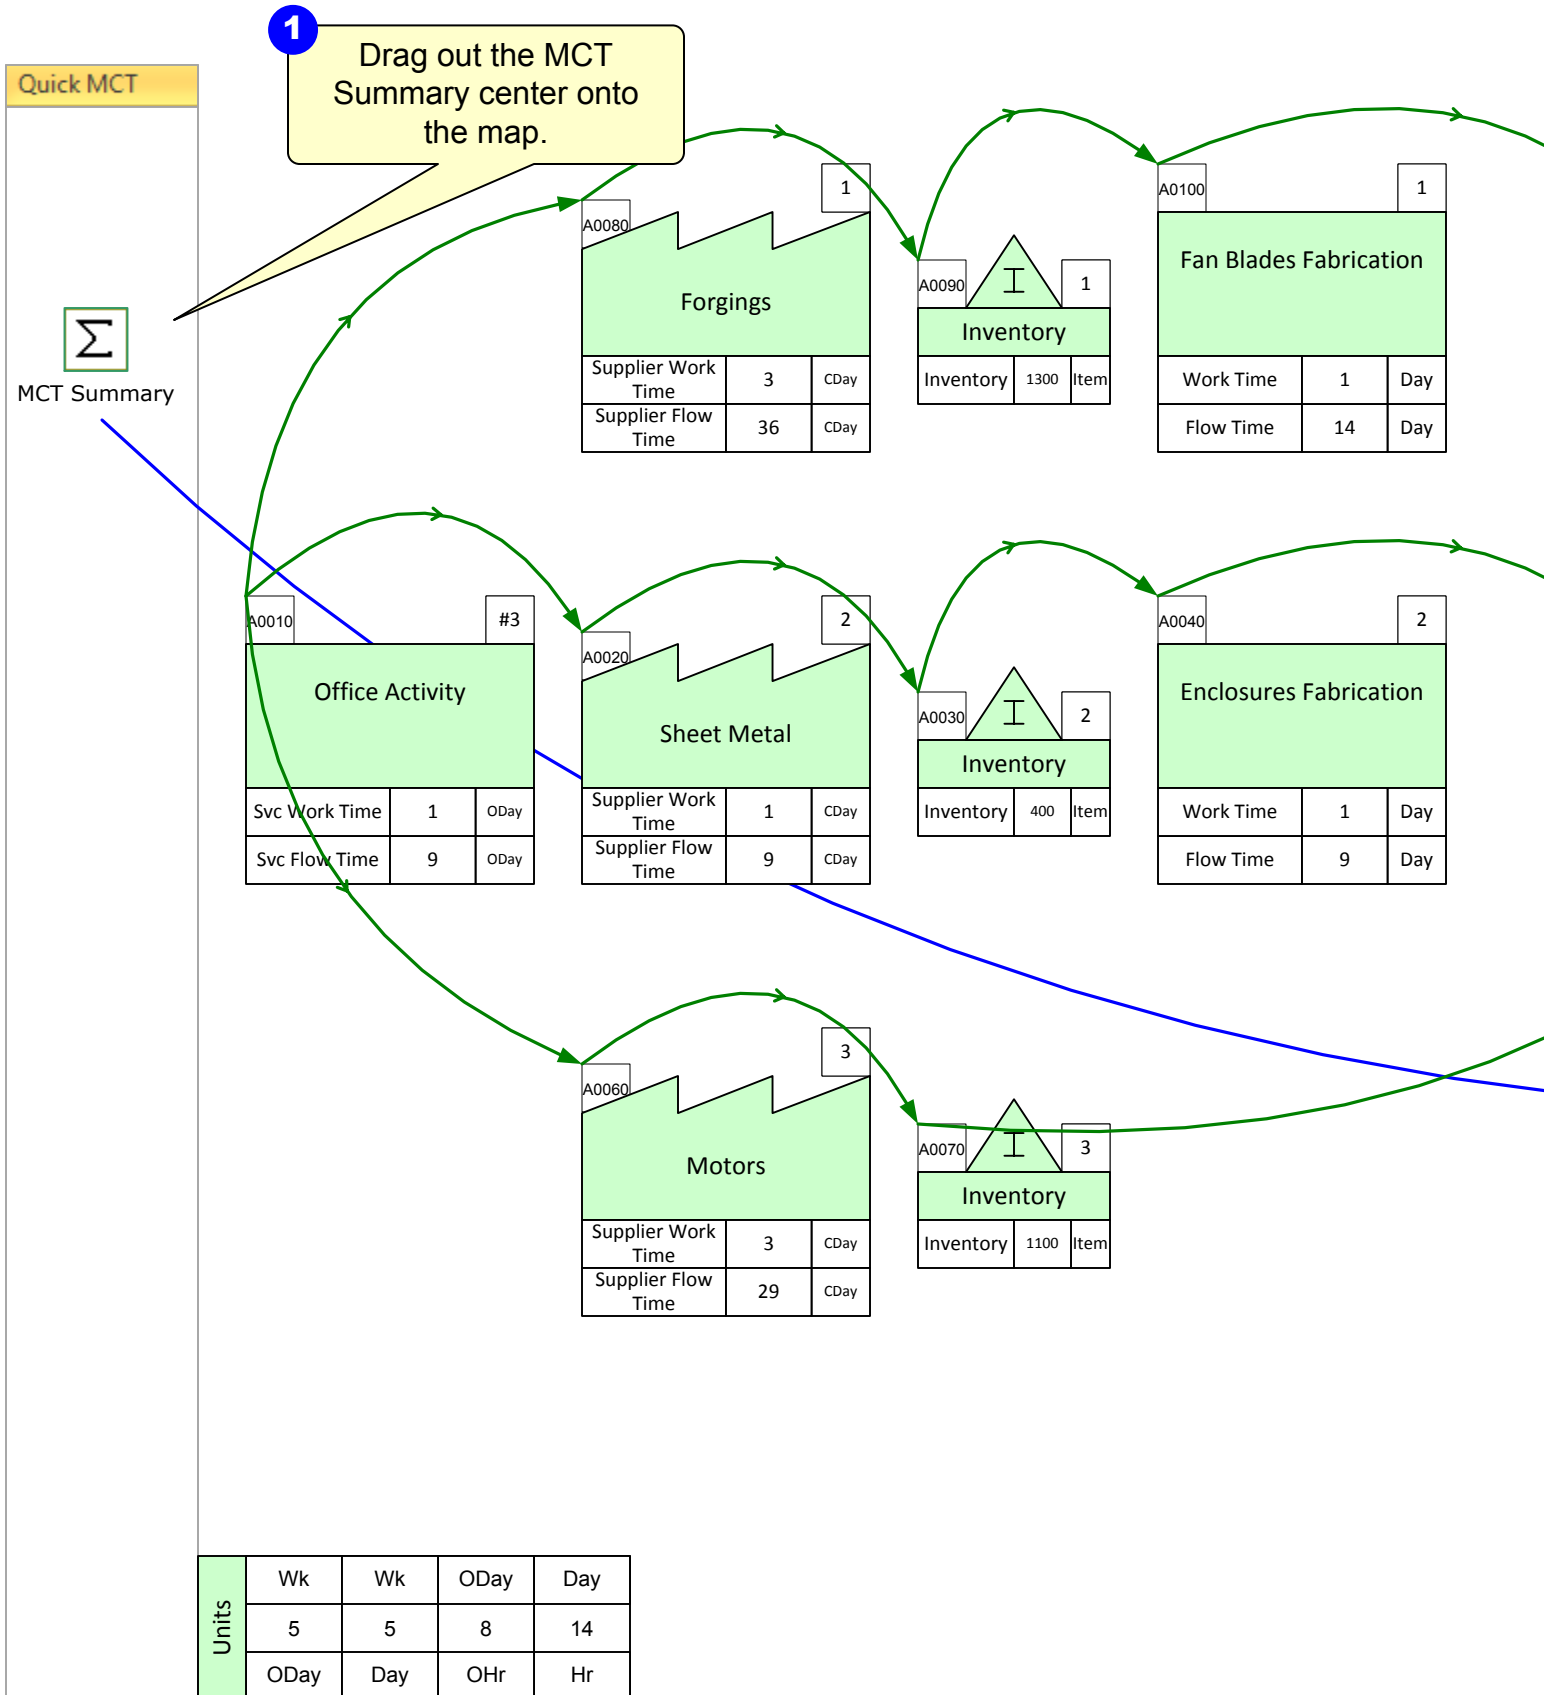 1
Drag out the MCT
Summary center onto
the map.
Quick MCT
Σ
MCT Summary
A0080
1
Forgings
Supplier Work
Time
3
CDay
Supplier Flow
Time
36
CDay
A0090
I
1
Inventory
Inventory
1300
Item
A0100
1
Fan Blades Fabrication
Work Time
1
Day
Flow Time
14
Day
A0010
#3
Office Activity
Svc Work Time
1
ODay
Svc Flow Time
9
ODay
A0020
2
Sheet Metal
Supplier Work
Time
1
CDay
Supplier Flow
Time
9
CDay
A0030
I
2
Inventory
Inventory
400
Item
A0040
2
Enclosures Fabrication
Work Time
1
Day
Flow Time
9
Day
A0060
3
Motors
Supplier Work
Time
3
CDay
Supplier Flow
Time
29
CDay
A0070
I
3
Inventory
Inventory
1100
Item
Units
Wk
Wk
ODay
Day
5
5
8
14
ODay
Day
OHr
Hr